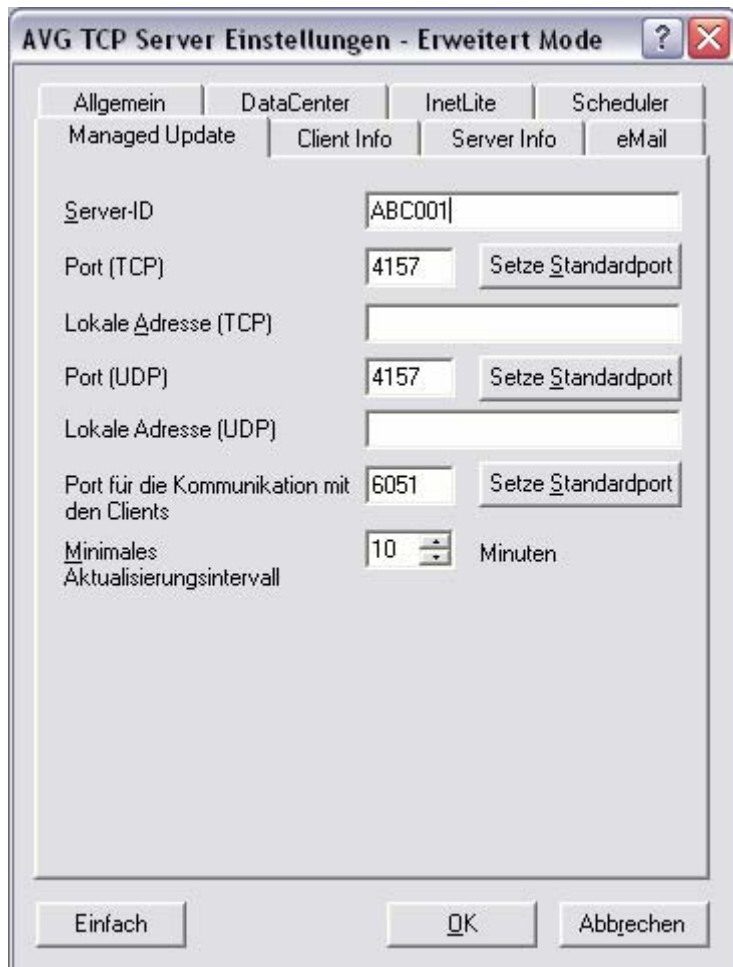 AVG TCP Server Einstellungen - Erweitert Mode
Allgemein DataCenter InetLite Scheduler
Managed Update Client Info Server Info eMail
Server-ID ABC001
Port (TCP) 4157 Setze Standardport
Lokale Adresse (TCP)
Port (UDP) 4157 Setze Standardport
Lokale Adresse (UDP)
Port für die Kommunikation mit 6051 Setze Standardport
den Clients
Minimales 10 Minuten
Aktualisierungsintervall
Einfach OK Abbrechen